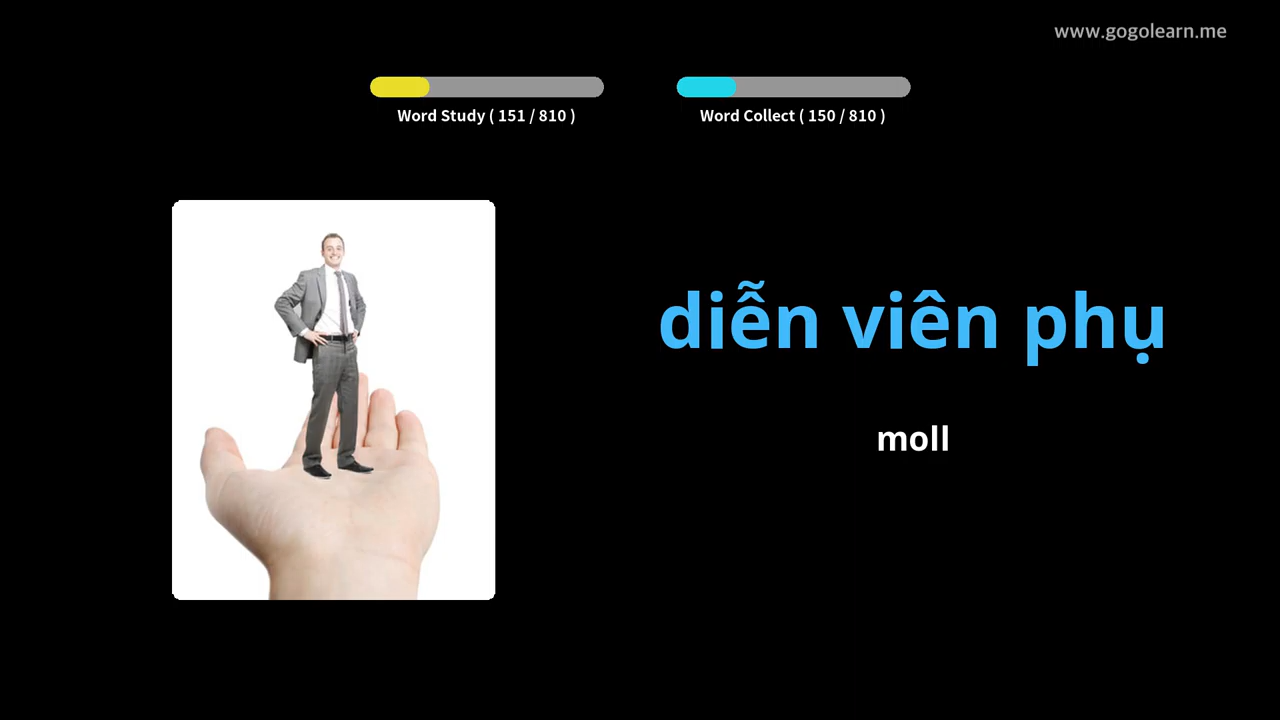 www.gogolearn.me
Word Study ( 151 / 810 )
Word Collect ( 150 / 810 )
diễn viên phụ
moll